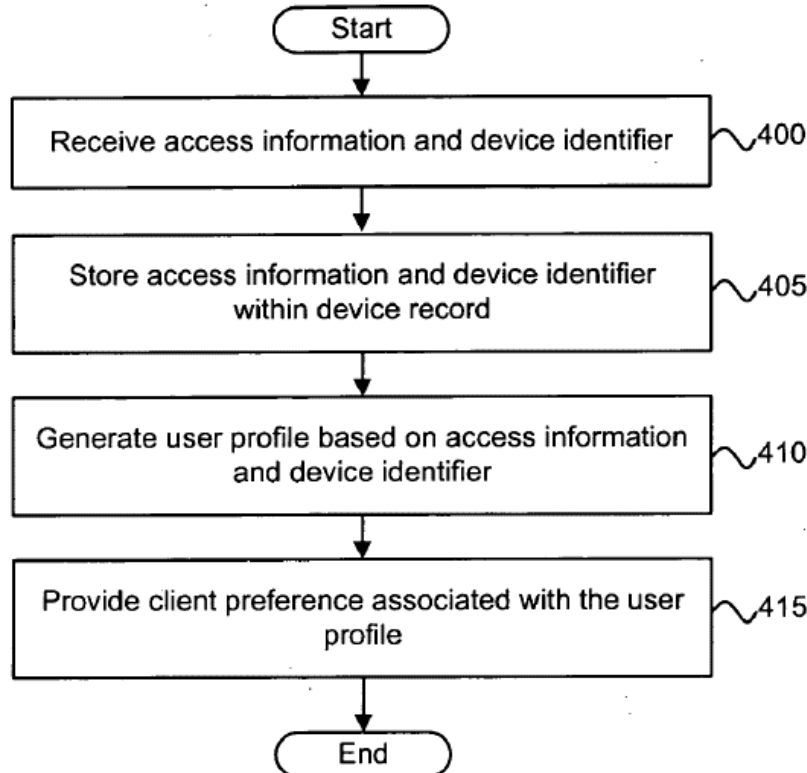 Start
Receive access information and device identifier
400
Store access information and device identifier
within device record
405
Generate user profile based on access information
and device identifier
410
Provide client preference associated with the user
profile
415
End